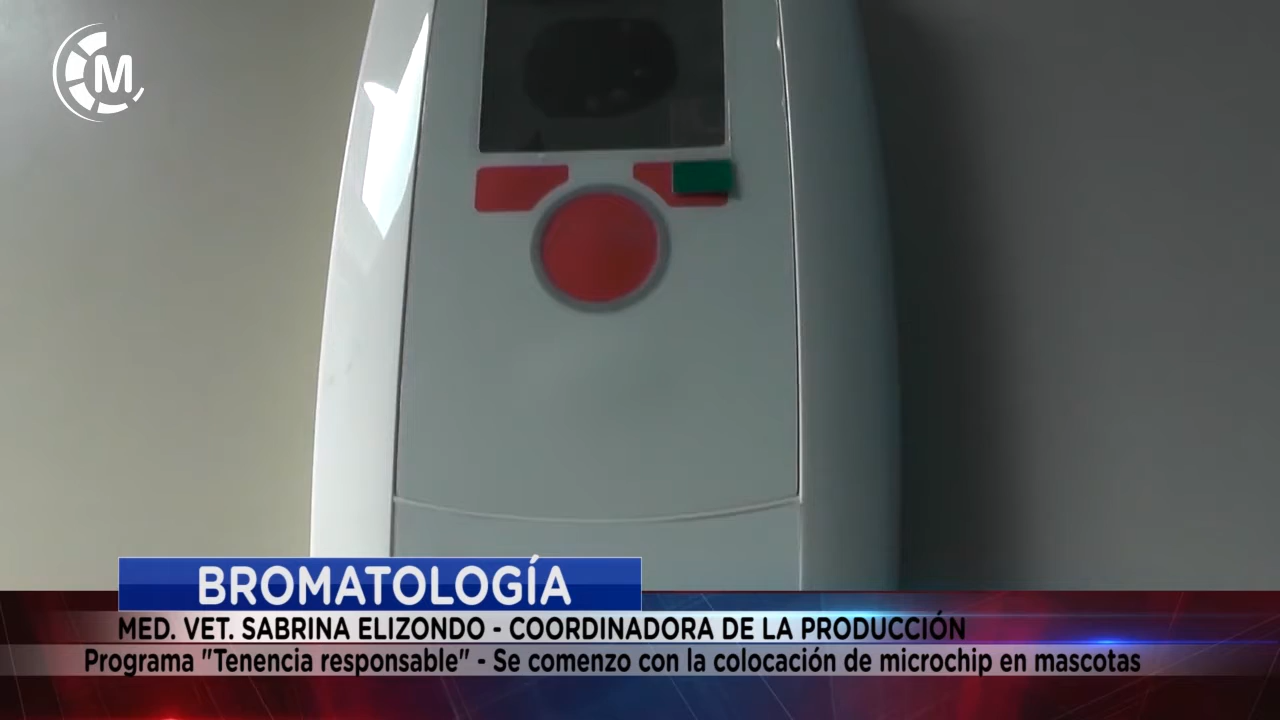 M
BROMATOLOGÍA
MED. VET. SABRINA ELIZONDO - COORDINADORA DE LA PRODUCCIÓN
Programa "Tenencia responsable" - Se comenzo con la colocación de microchip en mascotas